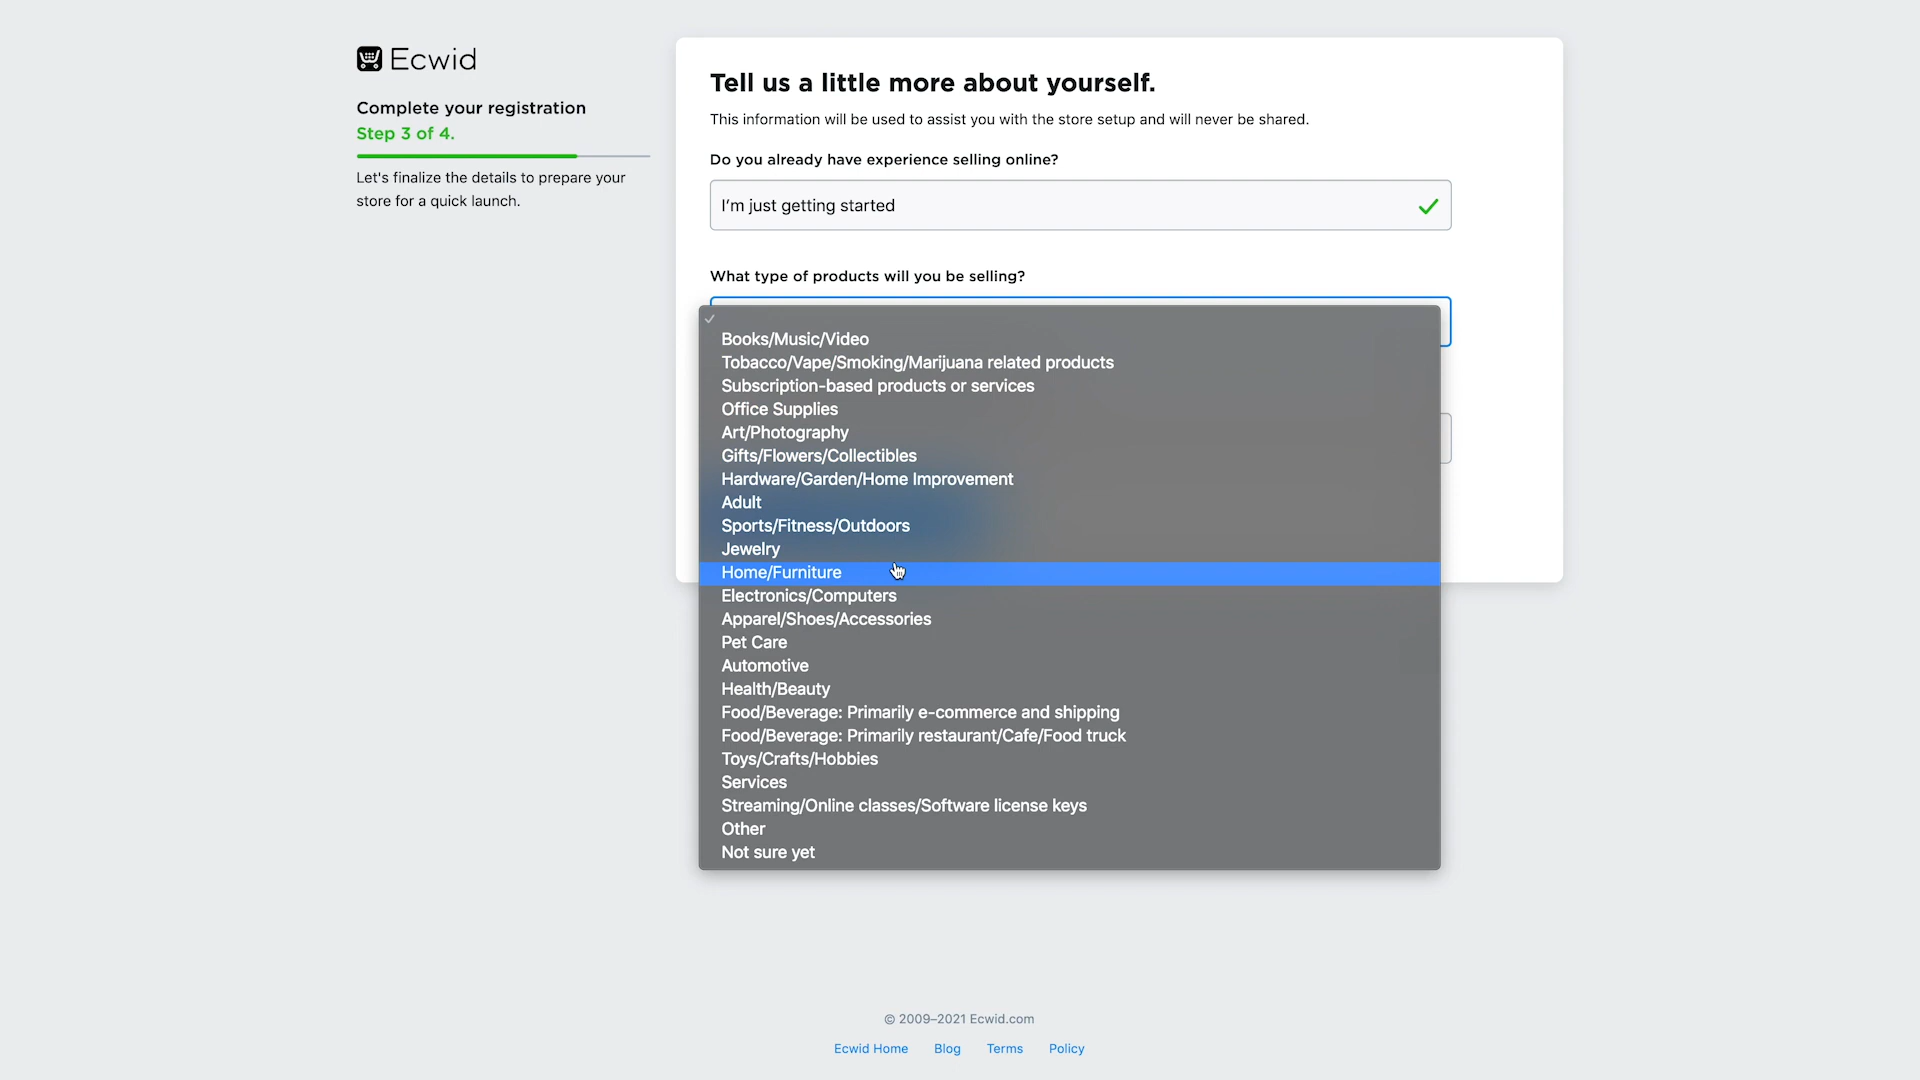 Ecwid
Complete your registration
Step 3 of 4.
Let's finalize the details to prepare your
store for a quick launch.
Tell us a little more about yourself.
This information will be used to assist you with the store setup and will never be shared.
Do you already have experience selling online?
I'm just getting started
What type of products will you be selling?
Books/Music/Video
Tobacco/Vape/Smoking/Marijuana related products
Subscription-based products or services
Office Supplies
Art/Photography
Gifts/Flowers/Collectibles
Hardware/Garden/Home Improvement
Adult
Sports/Fitness/Outdoors
Jewelry
Home/Furniture
Electronics/Computers
Apparel/Shoes/Accessories
Pet Care
Automotive
Health/Beauty
Food/Beverage: Primarily e-commerce and shipping
Food/Beverage: Primarily restaurant/Cafe/Food truck
Toys/Crafts/Hobbies
Services
Streaming/Online classes/Software license keys
Other
Not sure yet
© 2009–2021 Ecwid.com
Ecwid Home Blog Terms Policy